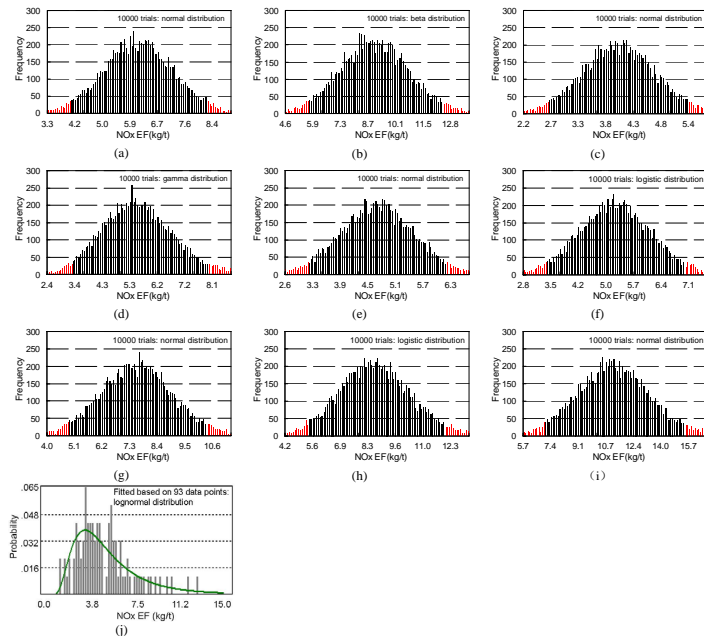 10000 trials: normal distribution
Frequency
300
250
200
150
100
50
0
3.3 4.2 5.0 5.9 6.7 7.6 8.4
NOx EF(kg/t)
(a)
10000 trials: beta distribution
Frequency
300
250
200
150
100
50
0
4.6 5.9 7.3 8.7 10.1 11.5 12.8
NOx EF(kg/t)
(b)
10000 trials: normal distribution
Frequency
300
250
200
150
100
50
0
2.2 2.7 3.3 3.8 4.3 4.8 5.4
NOx EF(kg/t)
(c)
10000 trials: gamma distribution
Frequency
300
250
200
150
100
50
0
2.4 3.4 4.3 5.3 6.2 7.2 8.1
NOx EF(kg/t)
(d)
10000 trials: normal distribution
Frequency
300
250
200
150
100
50
0
2.6 3.3 3.9 4.5 5.1 5.7 6.3
NOx EF(kg/t)
(e)
10000 trials: logistic distribution
Frequency
300
250
200
150
100
50
0
2.8 3.5 4.2 5.0 5.7 6.4 7.1
NOx EF(kg/t)
(f)
10000 trials: normal distribution
Frequency
300
250
200
150
100
50
0
4.0 5.1 6.2 7.3 8.4 9.5 10.6
NOx EF(kg/t)
(g)
10000 trials: logistic distribution
Frequency
300
250
200
150
100
50
0
4.2 5.6 6.9 8.3 9.6 11.0 12.3
NOx EF(kg/t)
(h)
10000 trials: normal distribution
Frequency
300
250
200
150
100
50
0
5.7 7.4 9.0 10.7 12.4 14.0 15.7
NOx EF(kg/t)
（i）
Fitted based on 93 data points:
lognormal distribution
Probability
.065
.048
.032
.016
0.0 3.8 7.5 11.2 15.0
NOx EF (kg/t)
(j)